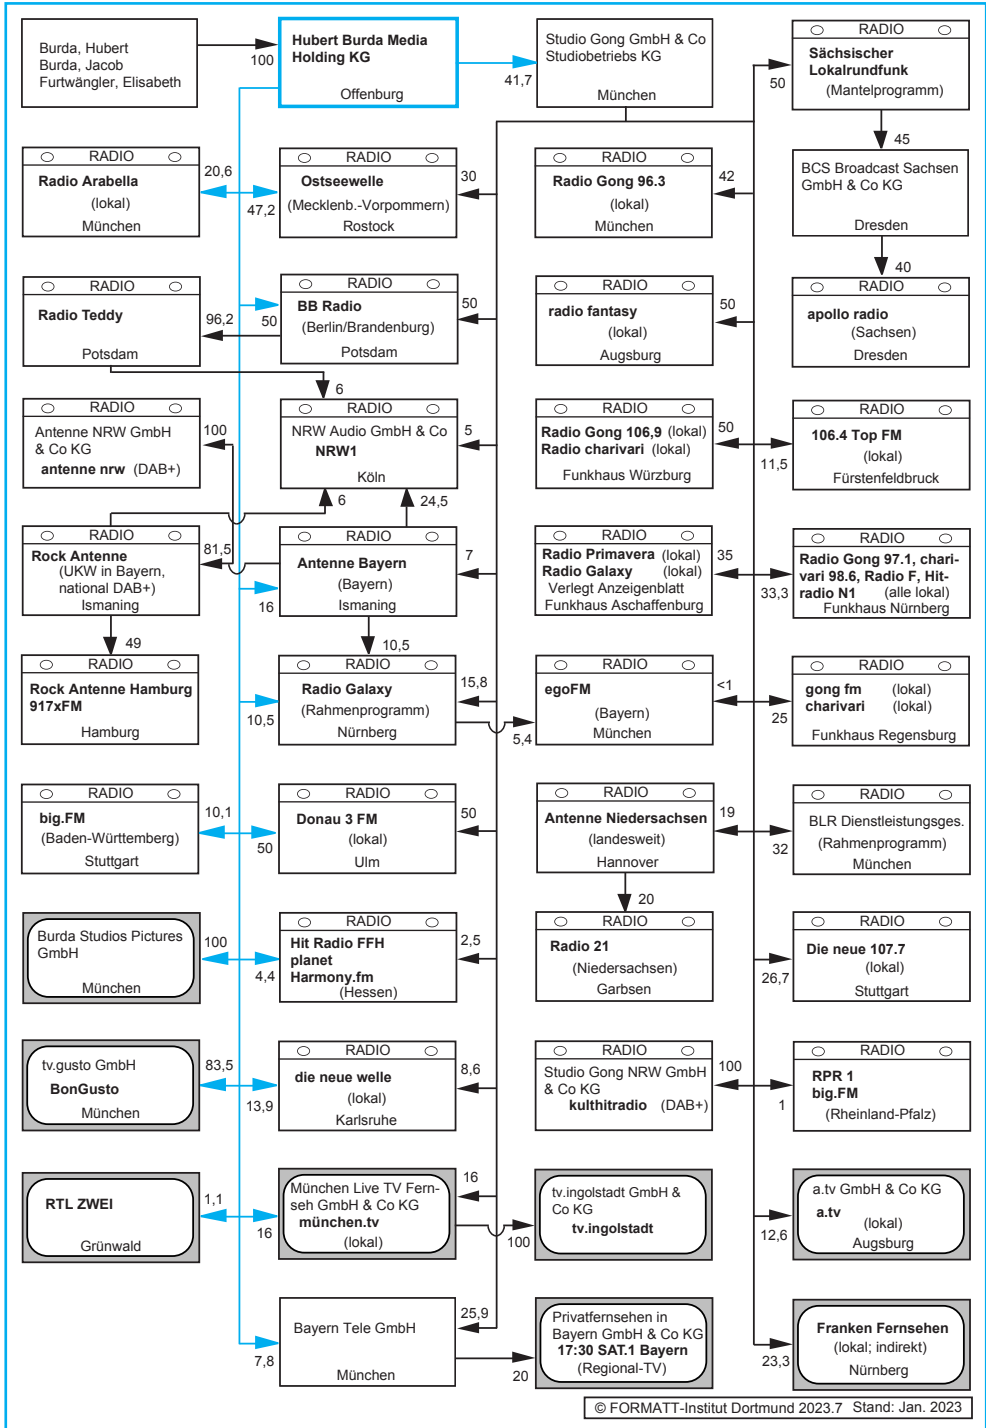 Burda, Hubert
Burda, Jacob
Furtwängler, Elisabeth
100
Hubert Burda Media
Holding KG
Offenburg
41,7
Studio Gong GmbH & Co
Studiobetriebs KG
München
50
Sächsischer
Lokalrundfunk
(Mantelprogramm)
45
RADIO
Radio Arabella
(lokal)
München
20,6
47,2
RADIO
Ostseewelle
(Mecklenb.-Vorpommern)
Rostock
30
RADIO
Radio Gong 96.3
(lokal)
München
42
BCS Broadcast Sachsen
GmbH & Co KG
Dresden
40
RADIO
Radio Teddy
Potsdam
96,2
50
RADIO
BB Radio
(Berlin/Brandenburg)
Potsdam
50
RADIO
radio fantasy
(lokal)
Augsburg
50
RADIO
apollo radio
(Sachsen)
Dresden
6
RADIO
Antenne NRW GmbH
& Co KG
antenne nrw (DAB+)
100
RADIO
NRW Audio GmbH & Co
NRW1
Köln
5
RADIO
Radio Gong 106,9 (lokal)
Radio charivari (lokal)
Funkhaus Würzburg
50
11,5
RADIO
106.4 Top FM
(lokal)
Fürstenfeldbruck
6
24,5
RADIO
Rock Antenne
(UKW in Bayern,
national DAB+)
Ismaning
81,5
16
RADIO
Antenne Bayern
(Bayern)
Ismaning
7
RADIO
Radio Primavera (lokal)
Radio Galaxy (lokal)
Verlegt Anzeigenblatt
Funkhaus Aschaffenburg
35
33,3
RADIO
Radio Gong 97.1, chari-
vari 98.6, Radio F, Hit-
radio N1 (alle lokal)
Funkhaus Nürnberg
49
10,5
RADIO
Rock Antenne Hamburg
917xFM
Hamburg
10,5
RADIO
Radio Galaxy
(Rahmenprogramm)
Nürnberg
15,8
5,4
RADIO
egoFM
(Bayern)
München
<1
25
RADIO
gong fm (lokal)
charivari (lokal)
Funkhaus Regensburg
RADIO
big.FM
(Baden-Württemberg)
Stuttgart
10,1
50
RADIO
Donau 3 FM
(lokal)
Ulm
50
RADIO
Antenne Niedersachsen
(landesweit)
Hannover
19
32
RADIO
BLR Dienstleistungsges.
(Rahmenprogramm)
München
20
Burda Studios Pictures
GmbH
München
100
4,4
RADIO
Hit Radio FFH
planet
Harmony.fm
(Hessen)
2,5
RADIO
Radio 21
(Niedersachsen)
Garbsen
26,7
RADIO
Die neue 107.7
(lokal)
Stuttgart
tv.gusto GmbH
BonGusto
München
83,5
13,9
RADIO
die neue welle
(lokal)
Karlsruhe
8,6
RADIO
Studio Gong NRW GmbH
& Co KG
kulthitradio (DAB+)
100
1
RADIO
RPR 1
big.FM
(Rheinland-Pfalz)
RTL ZWEI
Grünwald
1,1
16
München Live TV Fern-
seh GmbH & Co KG
münchen.tv
(lokal)
16
100
tv.ingolstadt GmbH &
Co KG
tv.ingolstadt
12,6
a.tv GmbH & Co KG
a.tv
(lokal)
Augsburg
7,8
Bayern Tele GmbH
München
25,9
20
Privatfernsehen in
Bayern GmbH & Co KG
17:30 SAT.1 Bayern
(Regional-TV)
23,3
Franken Fernsehen
(lokal; indirekt)
Nürnberg
© FORMATT-Institut Dortmund 2023.7 Stand: Jan. 2023